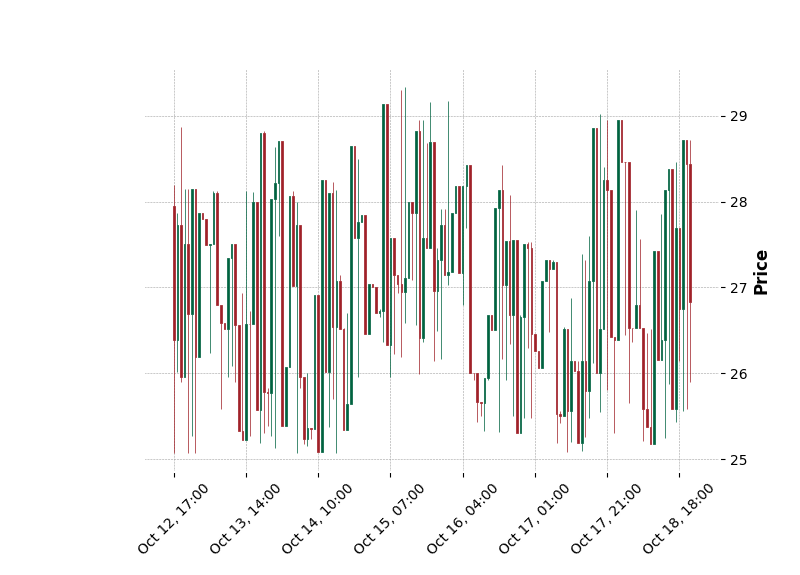 29
28
27
26
25
Price
Oct 12, 17:00
Oct 13, 14:00
Oct 14, 10:00
Oct 15, 07:00
Oct 16, 04:00
Oct 17, 01:00
Oct 17, 21:00
Oct 18, 18:00